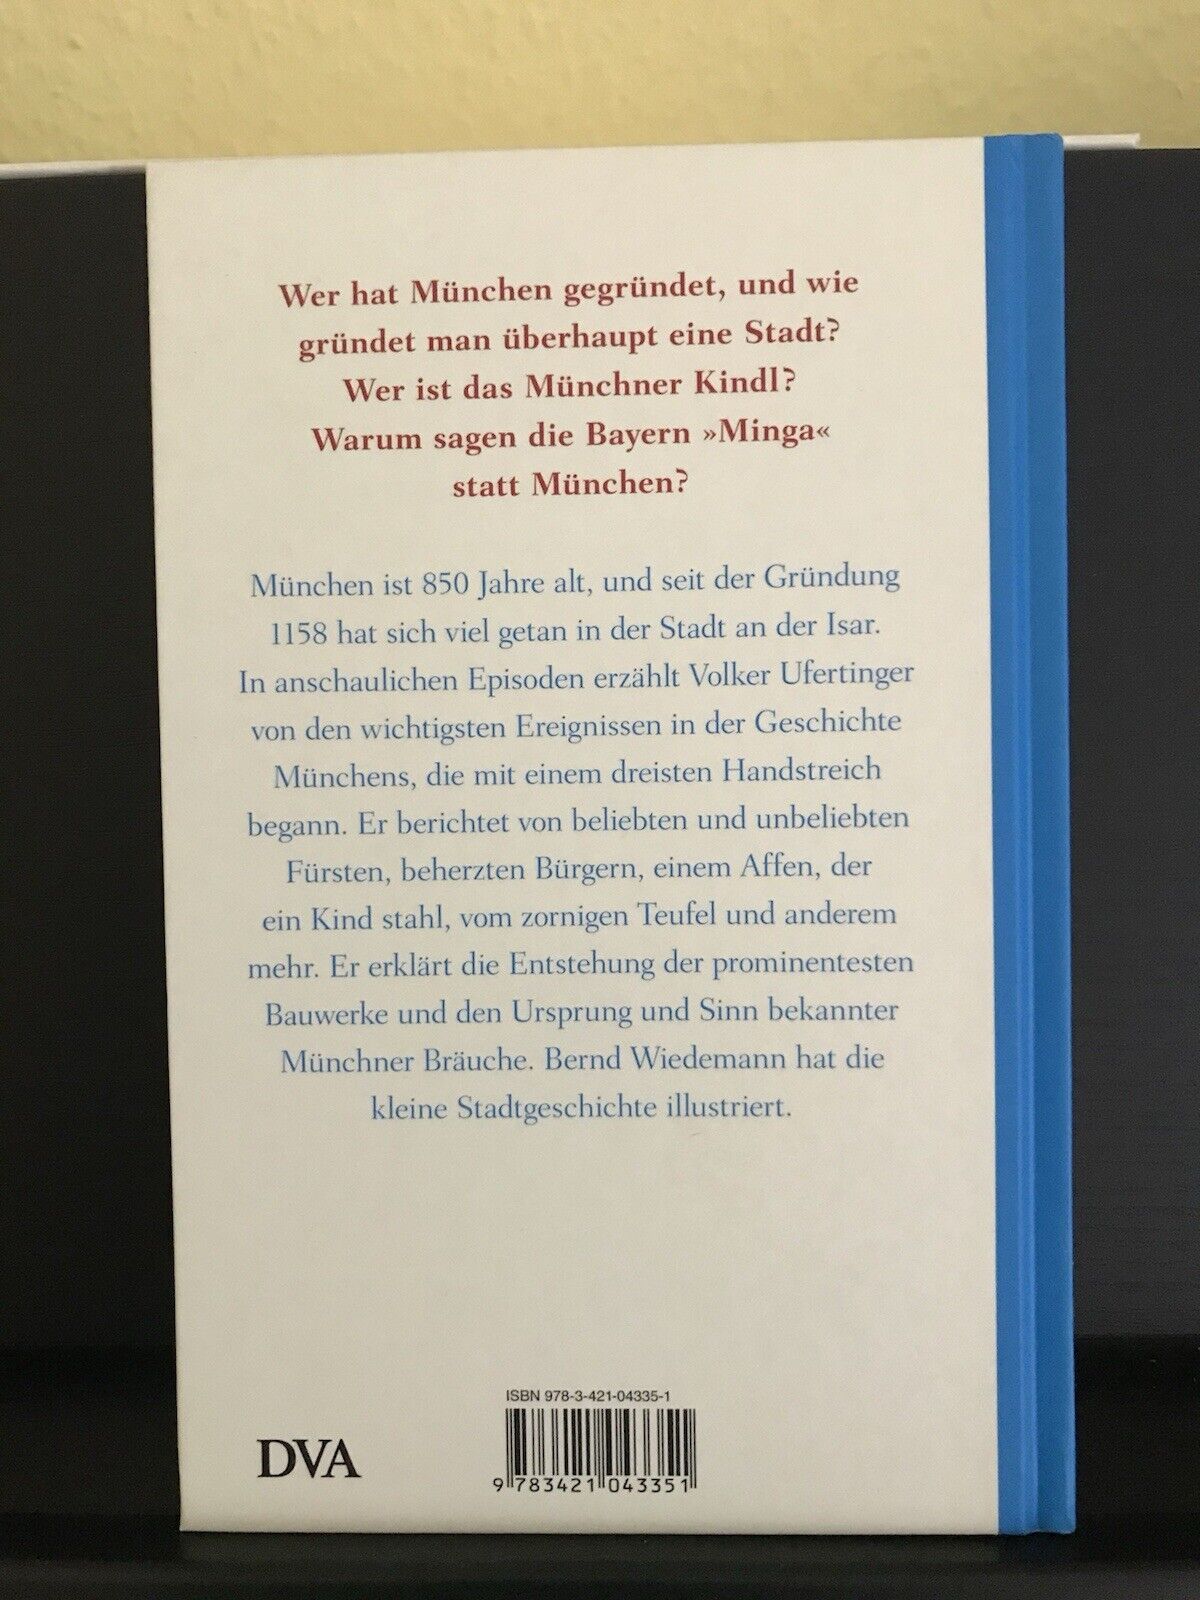 Wer hat München gegründet, und wie
gründet man überhaupt eine Stadt?
Wer ist das Münchner Kindl?
Warum sagen die Bayern »Minga«
statt München?
München ist 850 Jahre alt, und seit der Gründung
1158 hat sich viel getan in der Stadt an der Isar.
In anschaulichen Episoden erzählt Volker Ufertinger
von den wichtigsten Ereignissen in der Geschichte
Münchens, die mit einem dreisten Handstreich
begann. Er berichtet von beliebten und unbeliebten
Fürsten, beherzten Bürgern, einem Affen, der
ein Kind stahl, vom zornigen Teufel und anderem
mehr. Er erklärt die Entstehung der prominentesten
Bauwerke und den Ursprung und Sinn bekannter
Münchner Bräuche. Bernd Wiedemann hat die
kleine Stadtgeschichte illustriert.
ISBN 978-3-421-04335-1
DVA
9 783421 043351